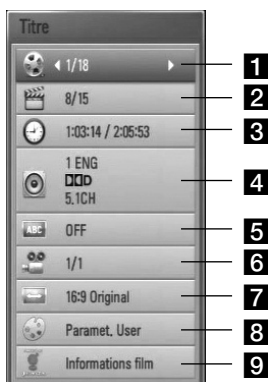 Titre
1/18 1
8/15 2
1:03:14 / 2:05:53 3
1 ENG
DD D
5.1CH 4
ABC OFF 5
1/1 6
16:9 Original 7
Paramet. User 8
Informations film 9